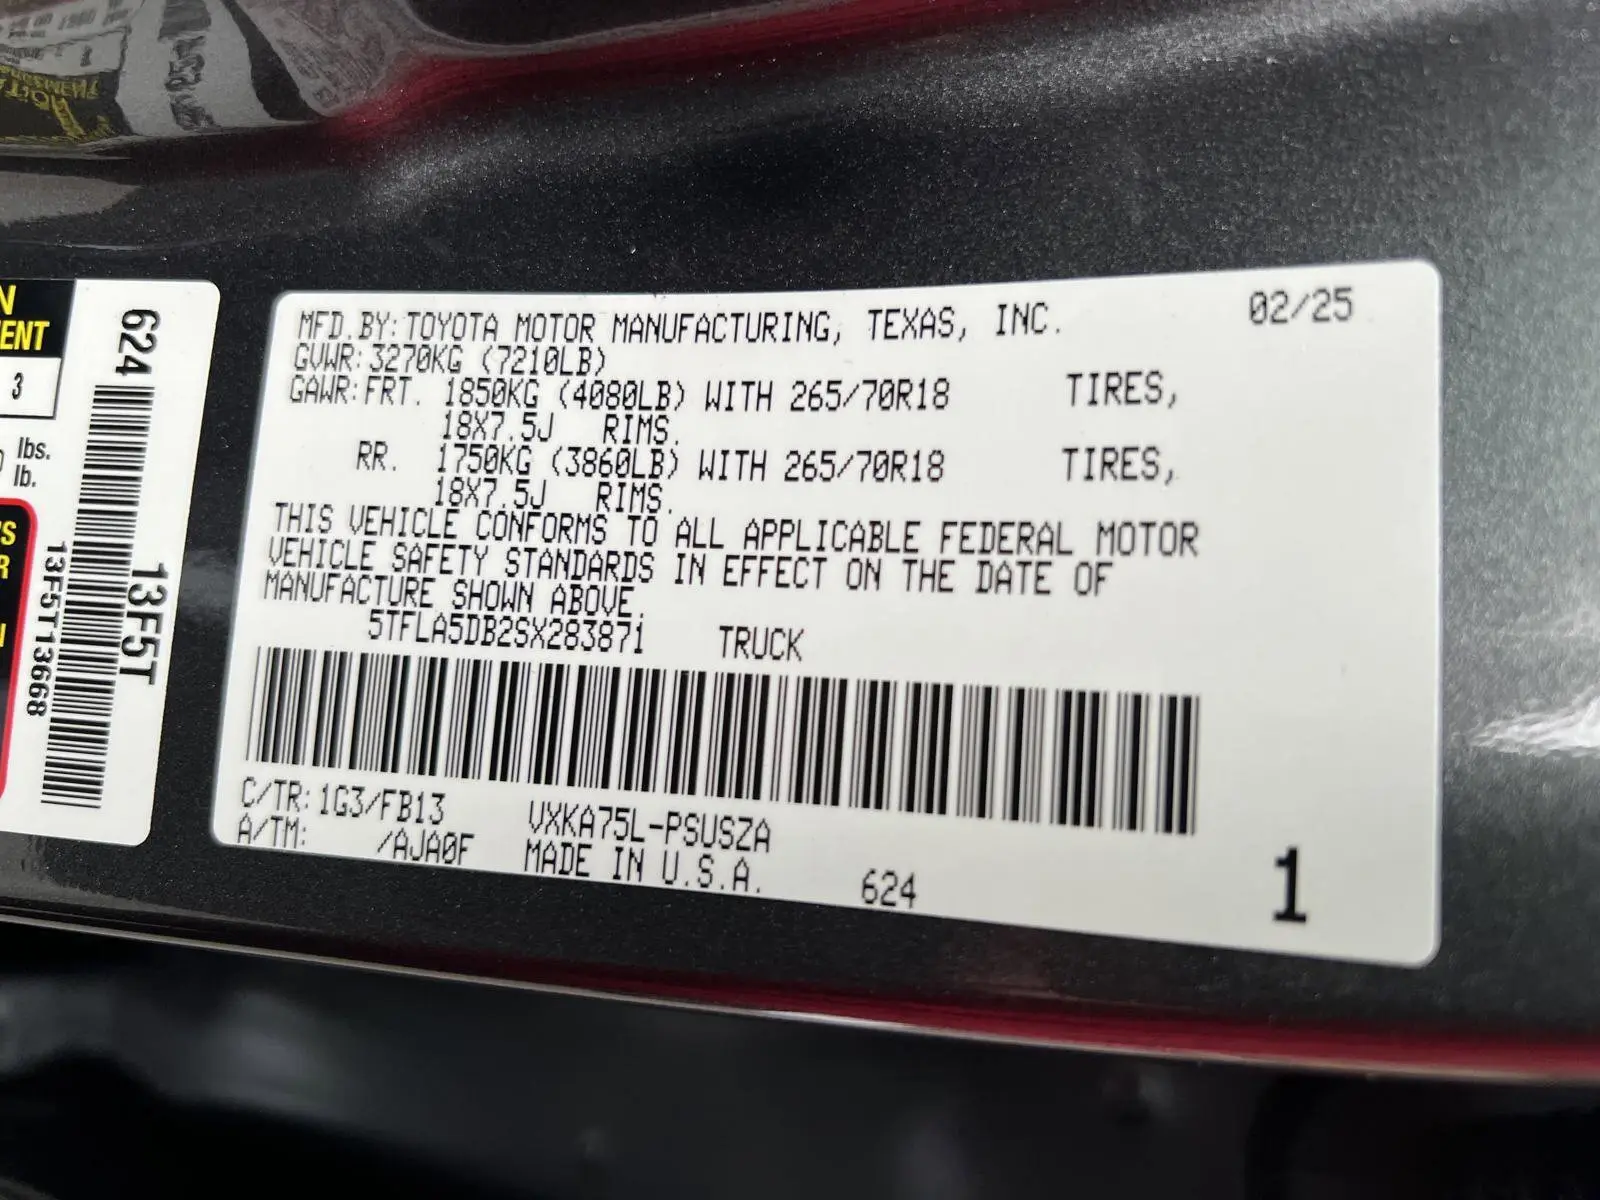 MFD.BY:TOYOTA MOTOR MANUFACTURING, TEXAS, INC. 02/25
GVWR:3270KG (7210LB)
GAWR:FRT. 1850KG (4080LB) WITH 265/70R18 TIRES,
18X7.5J RIMS.
RR. 1750KG (3860LB) WITH 265/70R18 TIRES,
18X7.5J RIMS.
THIS VEHICLE CONFORMS TO ALL APPLICABLE FEDERAL MOTOR
VEHICLE SAFETY STANDARDS IN EFFECT ON THE DATE OF
MANUFACTURE SHOWN ABOVE.
5TFLA5DB2SX283871 TRUCK
C/TR:1G3/FB13 VXKA75L-PSUSZA
A/TM: /AJA0F MADE IN U.S.A. 624
1
624
13F5T
13F5T13668
3
lbs.
lb.